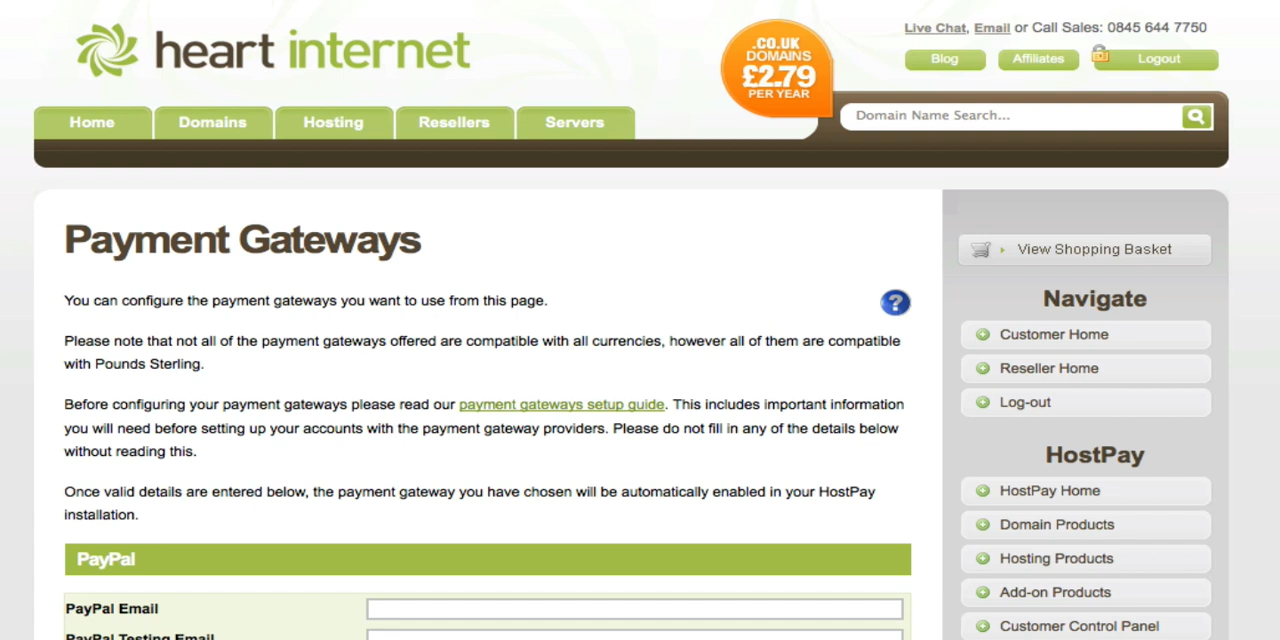 heart internet
.CO.UK
DOMAINS
£2.79
PER YEAR
Live Chat, Email or Call Sales: 0845 644 7750
Blog
Affiliates
Logout
Home
Domains
Hosting
Resellers
Servers
Domain Name Search...
Payment Gateways
You can configure the payment gateways you want to use from this page.
?
Please note that not all of the payment gateways offered are compatible with all currencies, however all of them are compatible
with Pounds Sterling.
Before configuring your payment gateways please read our payment gateways setup guide. This includes important information
you will need before setting up your accounts with the payment gateway providers. Please do not fill in any of the details below
without reading this.
Once valid details are entered below, the payment gateway you have chosen will be automatically enabled in your HostPay
installation.
PayPal
PayPal Email
PayPal Testing Email
View Shopping Basket
Navigate
Customer Home
Reseller Home
Log-out
HostPay
HostPay Home
Domain Products
Hosting Products
Add-on Products
Customer Control Panel